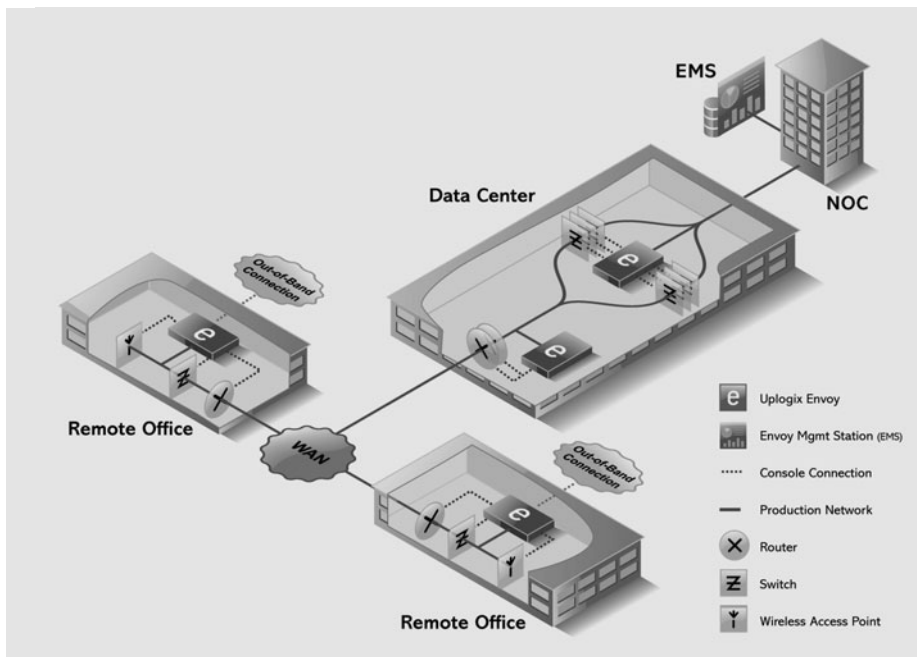 EMS
NOC
Data Center
e
e
Out-of-Band
Connection
e
Remote Office
WAN
Out-of-Band
Connection
e
Remote Office
e Uplogix Envoy
Envoy Mgmt Station (EMS)
Console Connection
Production Network
Router
Switch
Wireless Access Point